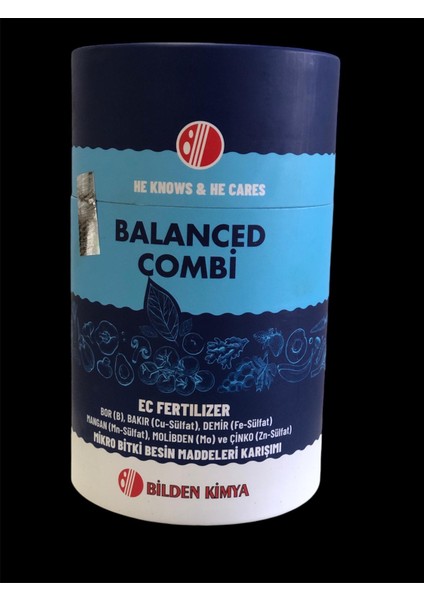 HE KNOWS & HE CARES
BALANCED
COMBİ
EC FERTILIZER
BOR (B), BAKIR (Cu-Sülfat), DEMİR (Fe-Sülfat)
MANGAN (Mn-Sülfat), MOLİBDEN (Mo) ve ÇİNKO (Zn-Sülfat)
MİKRO BİTKİ BESİN MADDELERİ KARIŞIMI
BİLDEN KİMYA